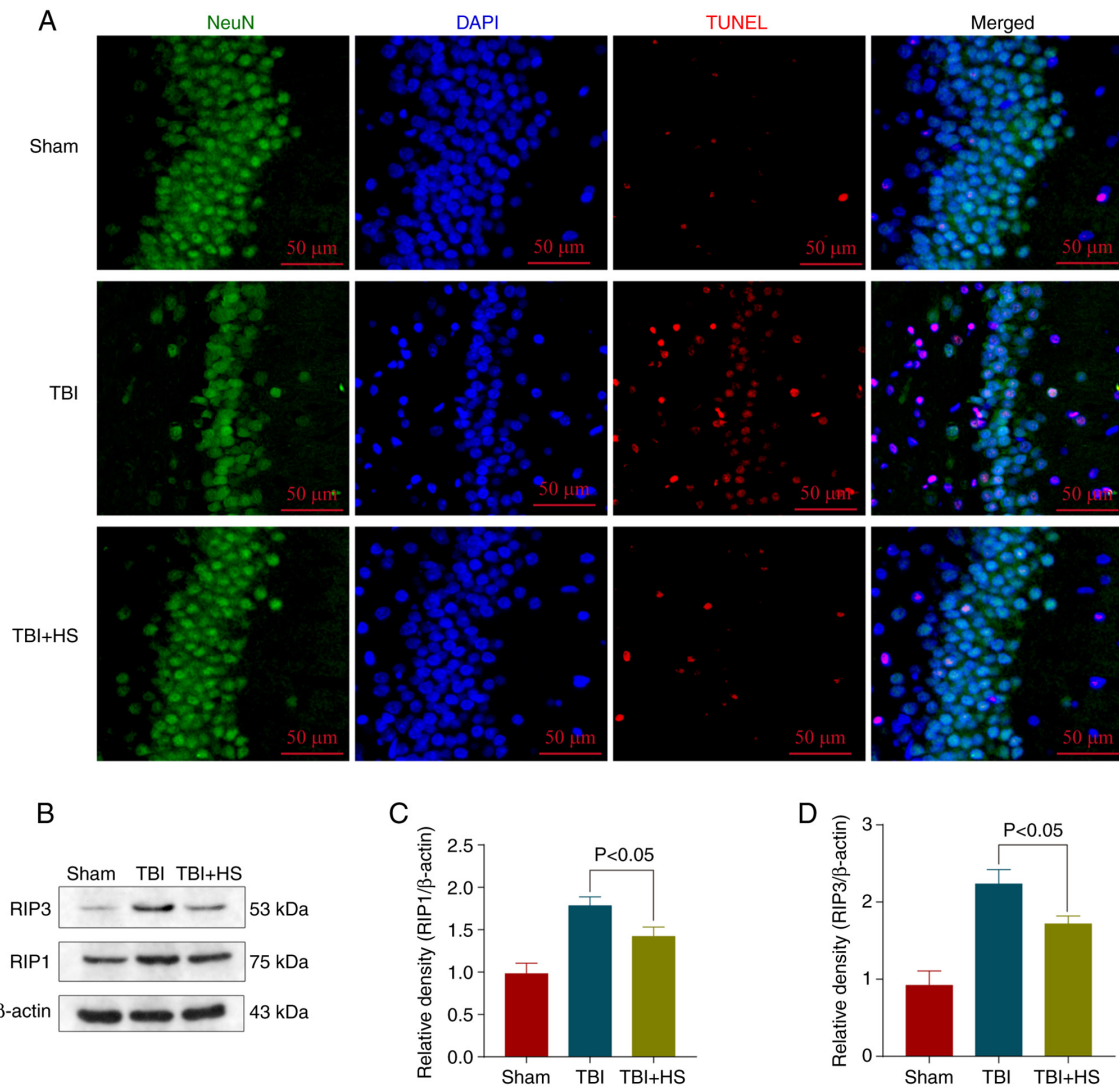 A
NeuN DAPI TUNEL Merged
Sham
50 μm 50 μm 50 μm 50 μm
TBI
50 μm 50 μm 50 μm 50 μm
TBI+HS
50 μm 50 μm 50 μm 50 μm
B
Sham TBI TBI+HS
RIP3 53 kDa
RIP1 75 kDa
β-actin 43 kDa
C
Relative density (RIP1/β-actin)
2.5
2.0
1.5
1.0
0.5
0.0
P<0.05
Sham TBI TBI+HS
D
Relative density (RIP3/β-actin)
3
2
1
0
P<0.05
Sham TBI TBI+HS